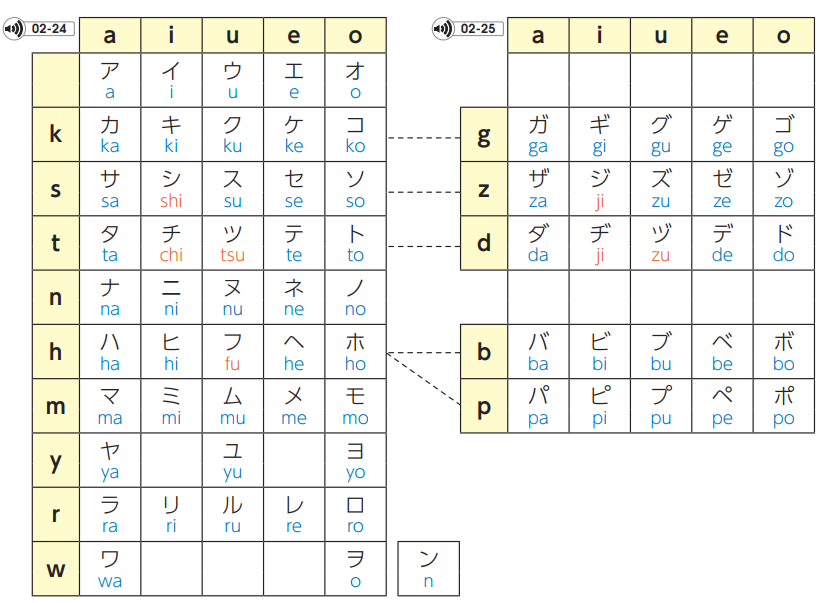 02-24
a i u e o
ア イ ウ エ オ
a i u e o
k カ キ ク ケ コ
ka ki ku ke ko
s サ シ ス セ ソ
sa shi su se so
t タ チ ツ テ ト
ta chi tsu te to
n ナ ニ ヌ ネ ノ
na ni nu ne no
h ハ ヒ フ ヘ ホ
ha hi fu he ho
m マ ミ ム メ モ
ma mi mu me mo
y ヤ ユ ヨ
ya yu yo
r ラ リ ル レ ロ
ra ri ru re ro
w ワ ヲ
wa o
ン
n
02-25
a i u e o
g ガ ギ グ ゲ ゴ
ga gi gu ge go
z ザ ジ ズ ゼ ゾ
za ji zu ze zo
d ダ ヂ ヅ デ ド
da ji zu de do
b バ ビ ブ ベ ボ
ba bi bu be bo
p パ ピ プ ペ ポ
pa pi pu pe po